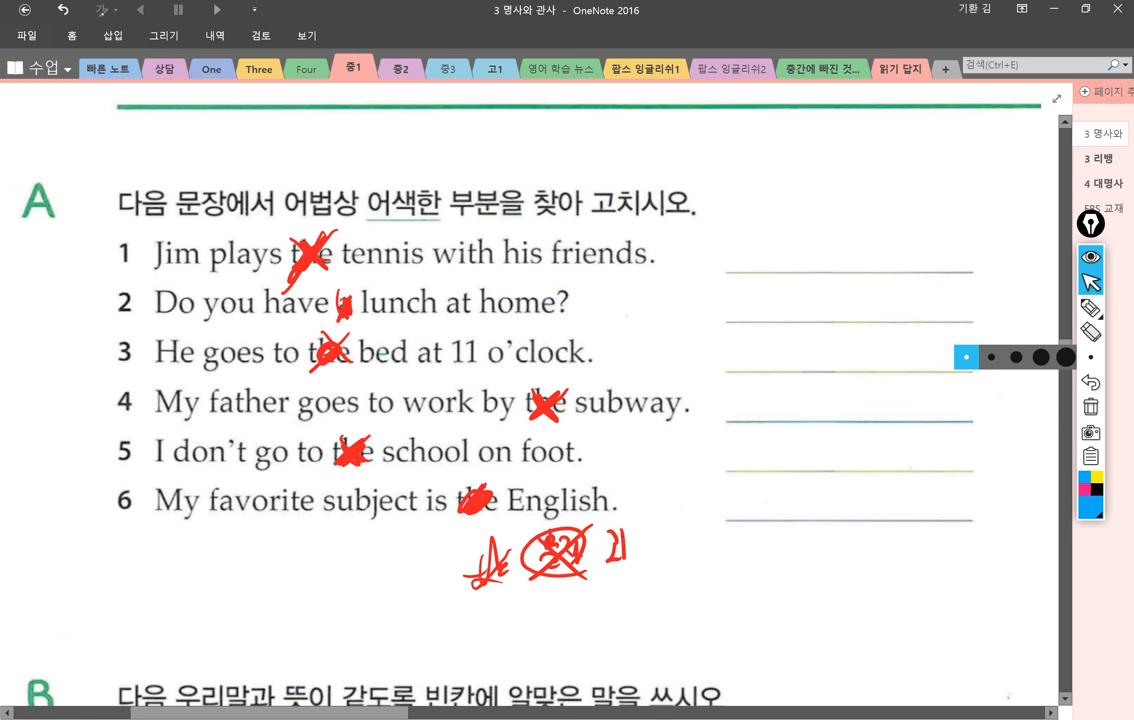 3 명사와 관사 - OneNote 2016
기환 김
파일 홈 삽입 그리기 내역 검토 보기
수업 빠른 노트 상담 One Three Four 중1 중2 중3 고1 영어 학습 뉴스 팝스 잉글리쉬1 팝스 잉글리쉬2 중간에 빠진 것... 읽기 답지 + 검색(Ctrl+E)
페이지 추
3 명사와
3 리뱅
4 대명사
EBS 교재
A 다음 문장에서 어법상 어색한 부분을 찾아 고치시오.
1 Jim plays the tennis with his friends.
2 Do you have a lunch at home?
3 He goes to the bed at 11 o'clock.
4 My father goes to work by the subway.
5 I don't go to the school on foot.
6 My favorite subject is the English.
B 다음 우리말과 뜻이 같도록 빈칸에 알맞은 말을 쓰시오